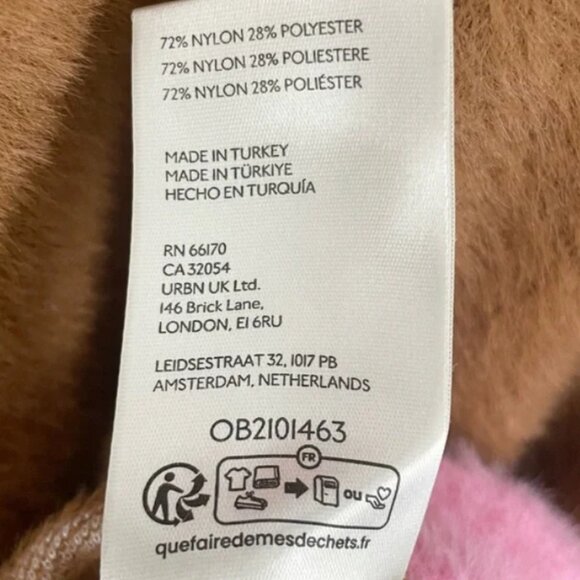 72% NYLON 28% POLYESTER
72% NYLON 28% POLIESTERE
72% NYLON 28% POLIÉSTER
MADE IN TURKEY
MADE IN TÜRKİYE
HECHO EN TURQUÍA
RN 66170
CA 32054
URBN UK Ltd.
146 Brick Lane,
LONDON, E1 6RU
LEIDSESTRAAT 32, 1017 PB
AMSTERDAM, NETHERLANDS
OB2101463
FR
ou
quefairedemesdechets.fr